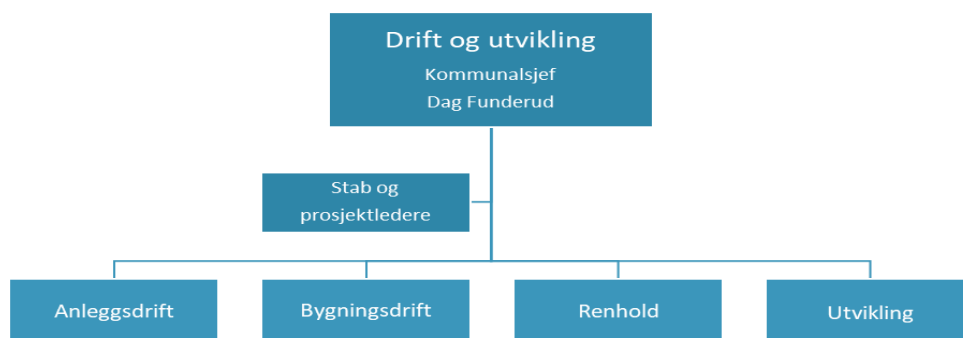 Drift og utvikling
Kommunalsjef
Dag Funderud
Stab og
prosjektledere
Anleggsdrift
Bygningsdrift
Renhold
Utvikling